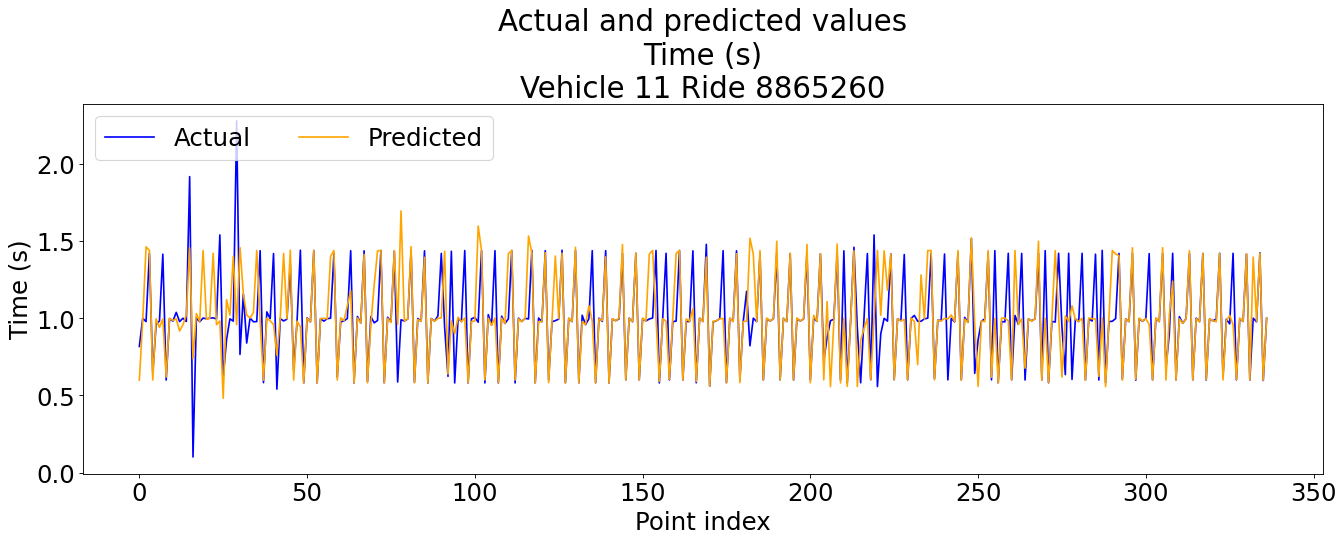 Actual and predicted values
Time (s)
Vehicle 11 Ride 8865260
Actual Predicted
Time (s)
2.0
1.5
1.0
0.5
0.0
0 50 100 150 200 250 300 350
Point index